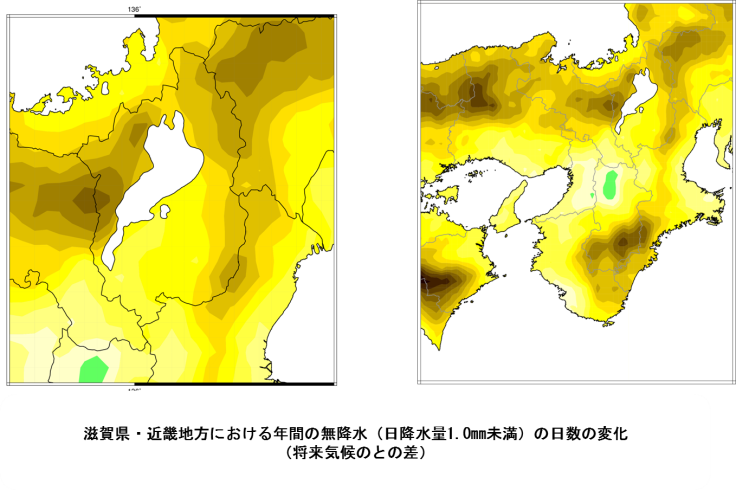 136°
滋賀県・近畿地方における年間の無降水（日降水量1.0mm未満）の日数の変化
（将来気候のとの差）